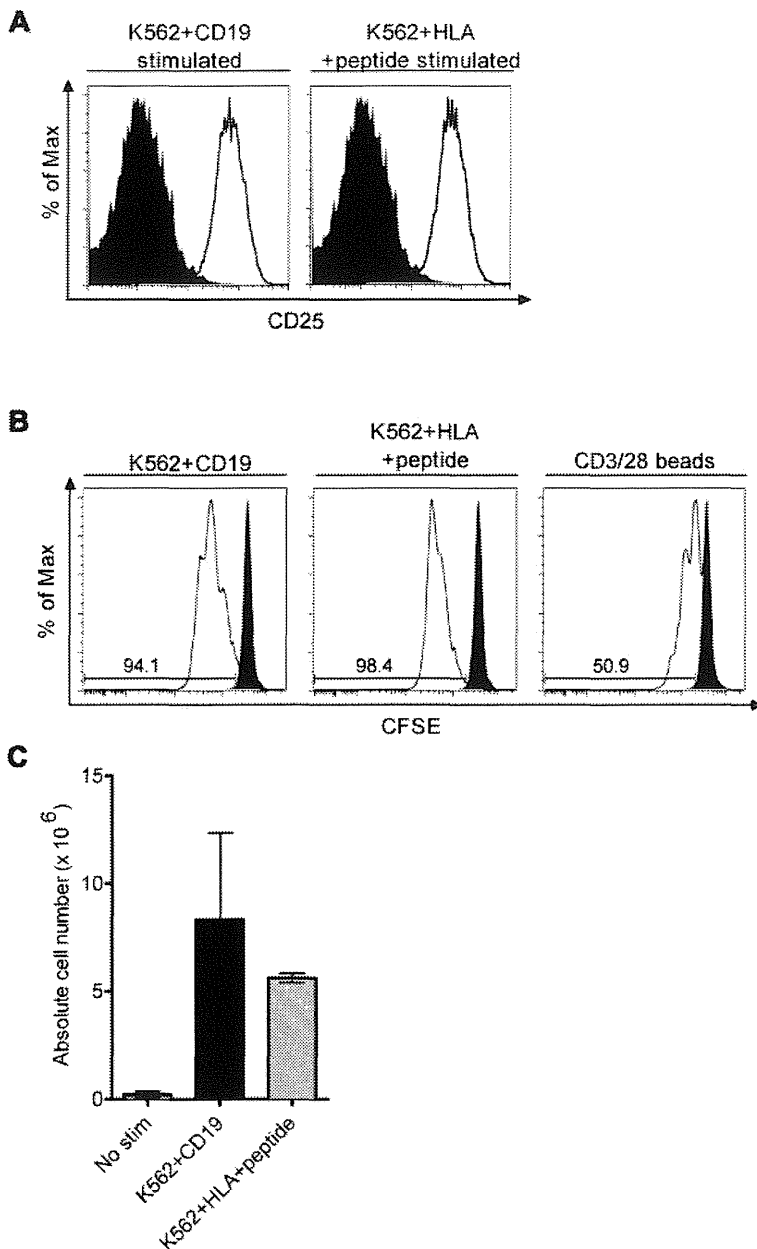 A
K562+CD19
stimulated
K562+HLA
+peptide stimulated
% of Max
CD25
B
K562+CD19
K562+HLA
+peptide
CD3/28 beads
% of Max
94.1
98.4
50.9
CFSE
C
Absolute cell number (x 10 6)
15
10
5
0
No stim
K562+CD19
K562+HLA+peptide